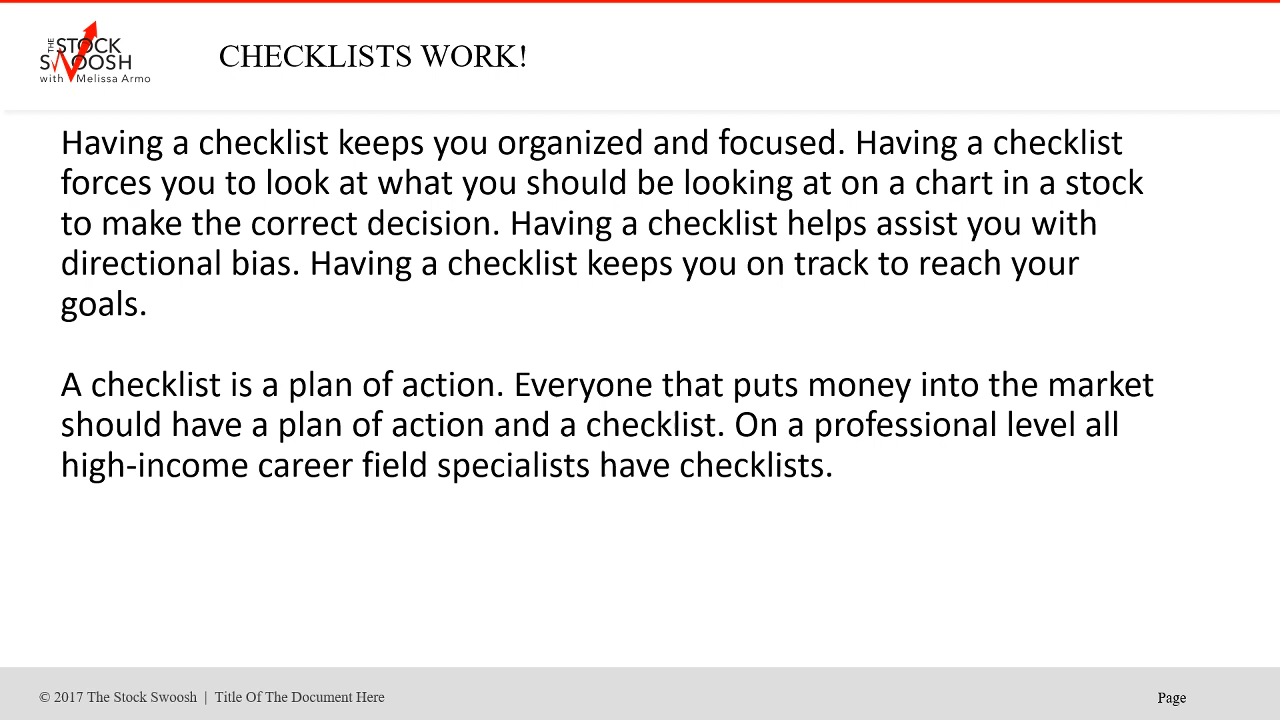 THE STOCK
SWOOSH
with Melissa Armo
CHECKLISTS WORK!
Having a checklist keeps you organized and focused. Having a checklist
forces you to look at what you should be looking at on a chart in a stock
to make the correct decision. Having a checklist helps assist you with
directional bias. Having a checklist keeps you on track to reach your
goals.
A checklist is a plan of action. Everyone that puts money into the market
should have a plan of action and a checklist. On a professional level all
high-income career field specialists have checklists.
© 2017 The Stock Swoosh | Title Of The Document Here
Page